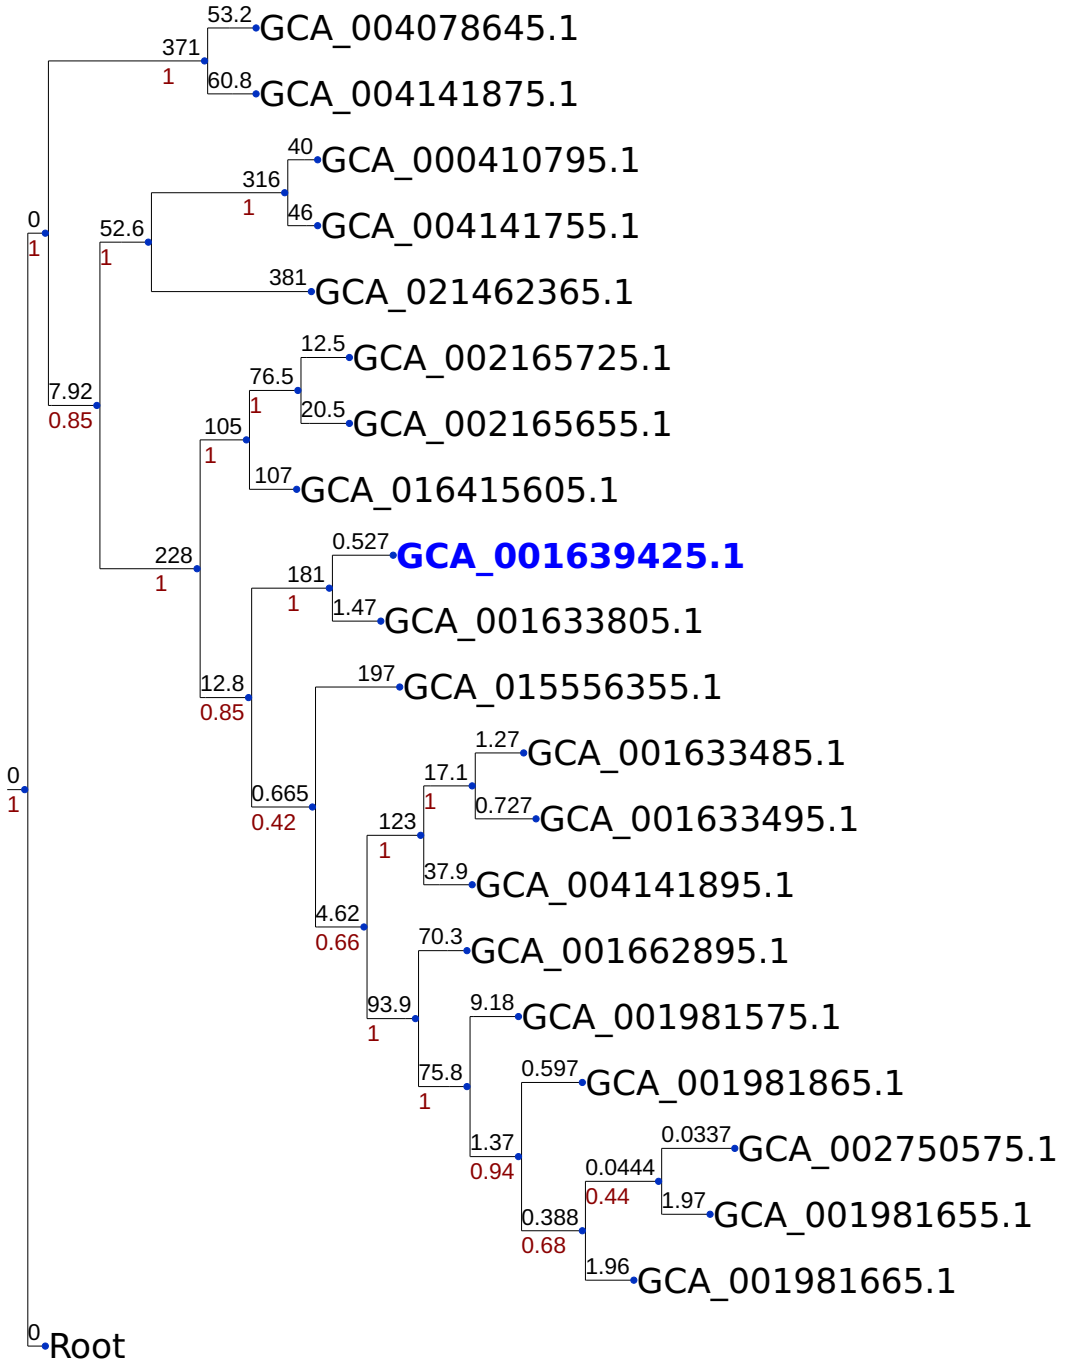 53.2
GCA_004078645.1
371
1
60.8
GCA_004141875.1
40
GCA_000410795.1
316
1
46
GCA_004141755.1
0
1
52.6
1
381
GCA_021462365.1
12.5
GCA_002165725.1
76.5
1
20.5
GCA_002165655.1
7.92
0.85
105
1
107
GCA_016415605.1
0.527
GCA_001639425.1
228
1
181
1
1.47
GCA_001633805.1
12.8
0.85
197
GCA_015556355.1
1.27
GCA_001633485.1
17.1
1
0.727
GCA_001633495.1
0
1
0.665
0.42
123
1
37.9
GCA_004141895.1
4.62
0.66
70.3
GCA_001662895.1
93.9
1
9.18
GCA_001981575.1
75.8
1
0.597
GCA_001981865.1
1.37
0.94
0.0337
GCA_002750575.1
0.0444
0.44
1.97
GCA_001981655.1
0.388
0.68
1.96
GCA_001981665.1
0
Root